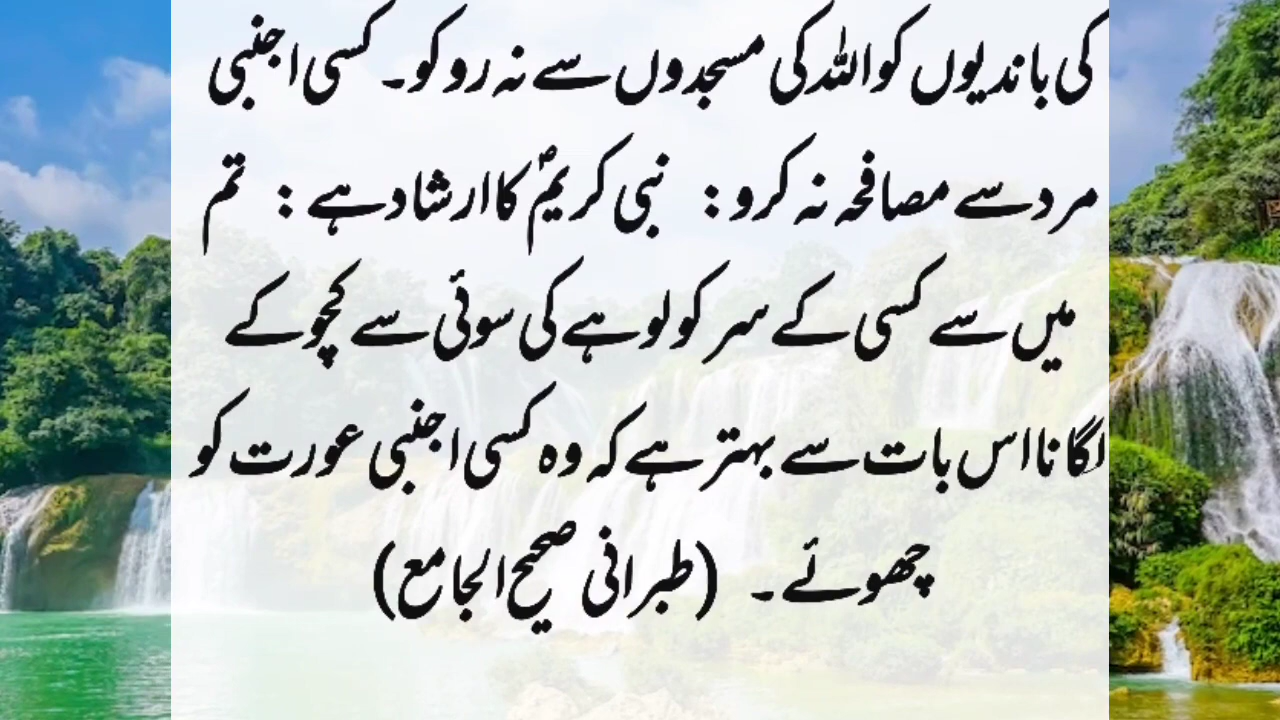 کی باندیوں کو اللہ کی مسجدوں سے نہ روکو۔ کسی اجنبی
مرد سے مصافحہ نہ کرو: نبی کریمؐ کا ارشاد ہے: تم
میں سے کسی کے سر کو لوہے کی سوئی سے کچوکے
لگانا اس بات سے بہتر ہے کہ وہ کسی اجنبی عورت کو
چھوئے۔ (طبرانی صحیح الجامع)